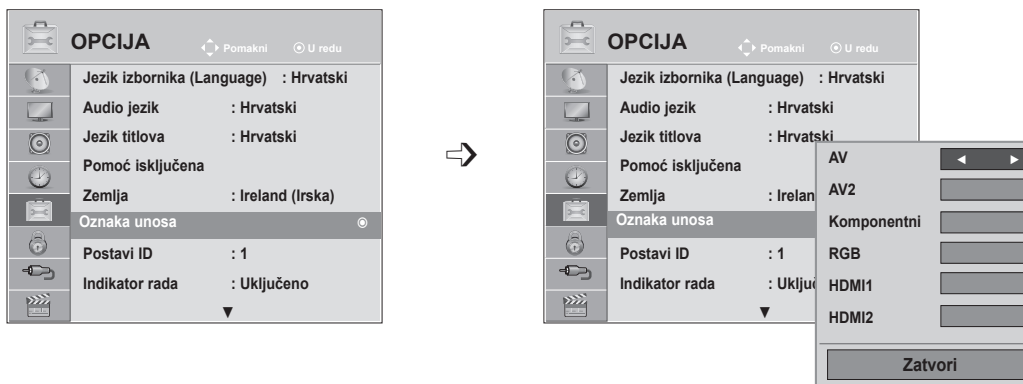 OPCIJA Pomakni U redu
Jezik izbornika (Language) : Hrvatski
Audio jezik : Hrvatski
Jezik titlova : Hrvatski
Pomoć isključena
Zemlja : Ireland (Irska)
Oznaka unosa
Postavi ID : 1
Indikator rada : Uključeno
OPCIJA Pomakni U redu
Jezik izbornika (Language) : Hrvatski
Audio jezik : Hrvatski
Jezik titlova : Hrvatski
Pomoć isključena
Zemlja : Irelan
Oznaka unosa
Postavi ID : 1
Indikator rada : Uključ
AV
AV2
Komponentni
RGB
HDMI1
HDMI2
Zatvori